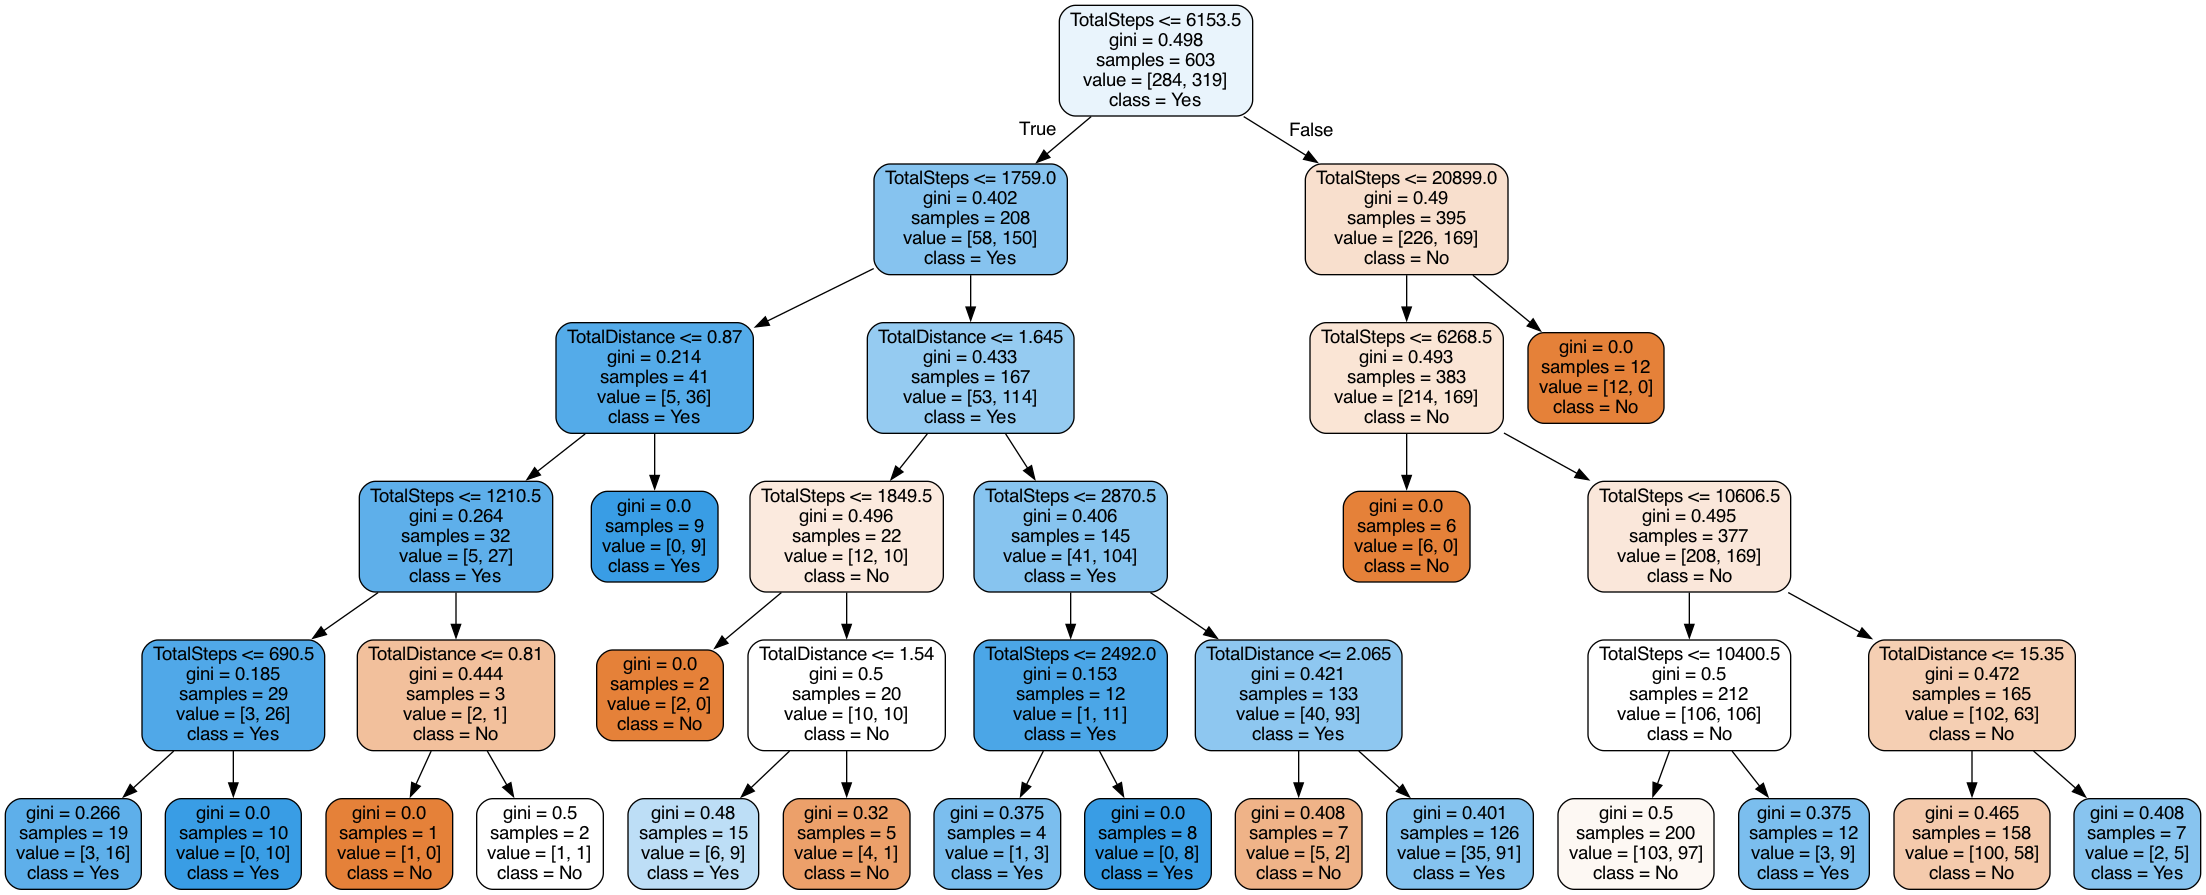 TotalSteps <= 6153.5
gini = 0.498
samples = 603
value = [284, 319]
class = Yes
True
False
TotalSteps <= 1759.0
gini = 0.402
samples = 208
value = [58, 150]
class = Yes
TotalSteps <= 20899.0
gini = 0.49
samples = 395
value = [226, 169]
class = No
TotalDistance <= 0.87
gini = 0.214
samples = 41
value = [5, 36]
class = Yes
TotalDistance <= 1.645
gini = 0.433
samples = 167
value = [53, 114]
class = Yes
TotalSteps <= 6268.5
gini = 0.493
samples = 383
value = [214, 169]
class = No
gini = 0.0
samples = 12
value = [12, 0]
class = No
TotalSteps <= 1210.5
gini = 0.264
samples = 32
value = [5, 27]
class = Yes
gini = 0.0
samples = 9
value = [0, 9]
class = Yes
TotalSteps <= 1849.5
gini = 0.496
samples = 22
value = [12, 10]
class = No
TotalSteps <= 2870.5
gini = 0.406
samples = 145
value = [41, 104]
class = Yes
gini = 0.0
samples = 6
value = [6, 0]
class = No
TotalSteps <= 10606.5
gini = 0.495
samples = 377
value = [208, 169]
class = No
TotalSteps <= 690.5
gini = 0.185
samples = 29
value = [3, 26]
class = Yes
TotalDistance <= 0.81
gini = 0.444
samples = 3
value = [2, 1]
class = No
gini = 0.0
samples = 2
value = [2, 0]
class = No
TotalDistance <= 1.54
gini = 0.5
samples = 20
value = [10, 10]
class = No
TotalSteps <= 2492.0
gini = 0.153
samples = 12
value = [1, 11]
class = Yes
TotalDistance <= 2.065
gini = 0.421
samples = 133
value = [40, 93]
class = Yes
TotalSteps <= 10400.5
gini = 0.5
samples = 212
value = [106, 106]
class = No
TotalDistance <= 15.35
gini = 0.472
samples = 165
value = [102, 63]
class = No
gini = 0.266
samples = 19
value = [3, 16]
class = Yes
gini = 0.0
samples = 10
value = [0, 10]
class = Yes
gini = 0.0
samples = 1
value = [1, 0]
class = No
gini = 0.5
samples = 2
value = [1, 1]
class = No
gini = 0.48
samples = 15
value = [6, 9]
class = Yes
gini = 0.32
samples = 5
value = [4, 1]
class = No
gini = 0.375
samples = 4
value = [1, 3]
class = Yes
gini = 0.0
samples = 8
value = [0, 8]
class = Yes
gini = 0.408
samples = 7
value = [5, 2]
class = No
gini = 0.401
samples = 126
value = [35, 91]
class = Yes
gini = 0.5
samples = 200
value = [103, 97]
class = No
gini = 0.375
samples = 12
value = [3, 9]
class = Yes
gini = 0.465
samples = 158
value = [100, 58]
class = No
gini = 0.408
samples = 7
value = [2, 5]
class = Yes